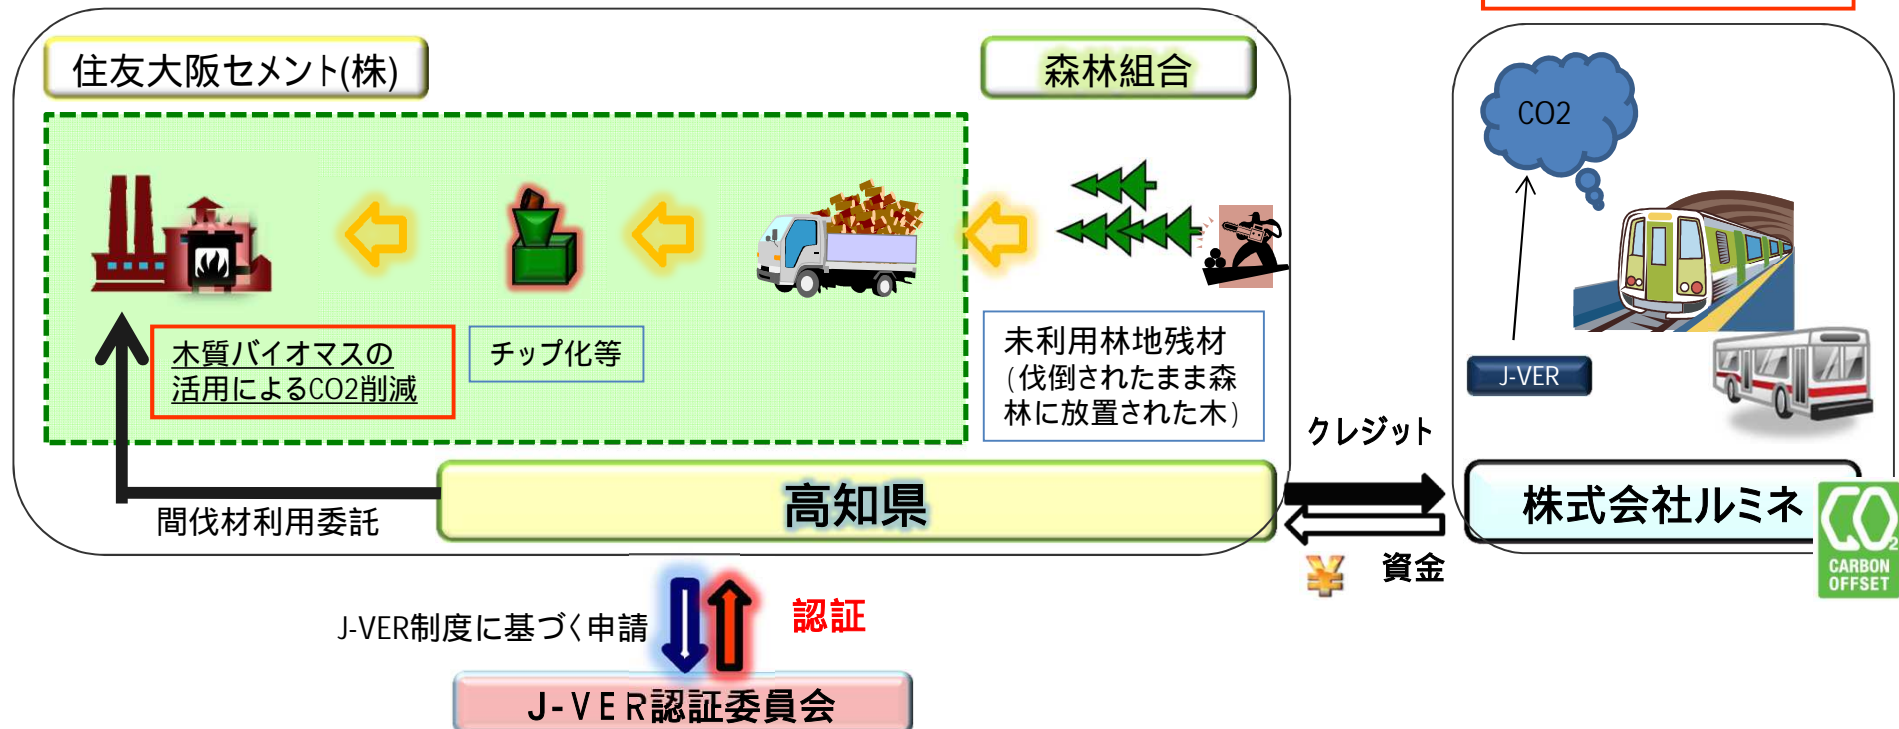 住友大阪セメント(株)
森林組合
CO2
木質バイオマスの
活用によるCO2削減
チップ化等
未利用林地残材
(伐倒されたまま森
林に放置された木)
J-VER
クレジット
高知県
株式会社ルミネ
間伐材利用委託
¥
資金
CO2
CARBON
OFFSET
J-VER制度に基づく申請
認証
J-VER認証委員会